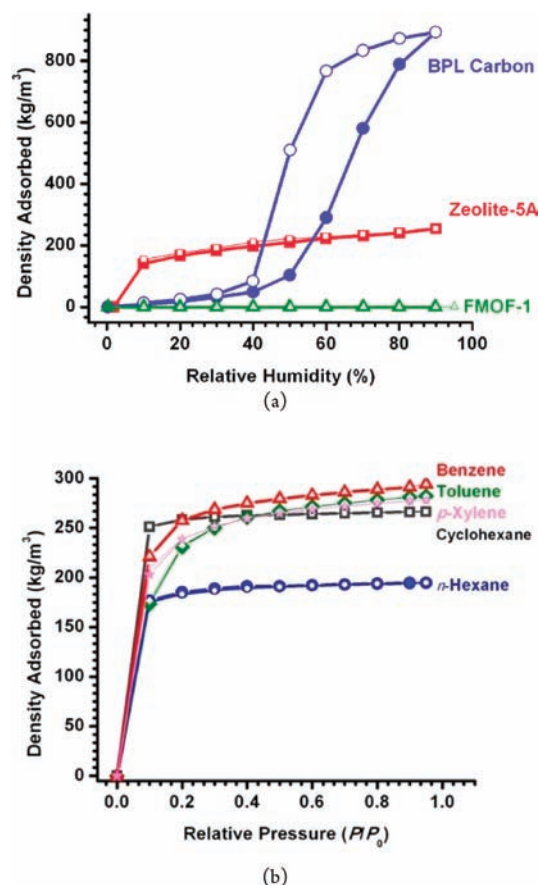 800
600
400
200
0
Density Adsorbed (kg/m³)
BPL Carbon
Zeolite-5A
FMOF-1
0 20 40 60 80 100
Relative Humidity (%)
(a)
300
250
200
150
100
50
0
Density Adsorbed (kg/m³)
Benzene
Toluene
p-Xylene
Cyclohexane
n-Hexane
0.0 0.2 0.4 0.6 0.8 1.0
Relative Pressure (P/P₀)
(b)